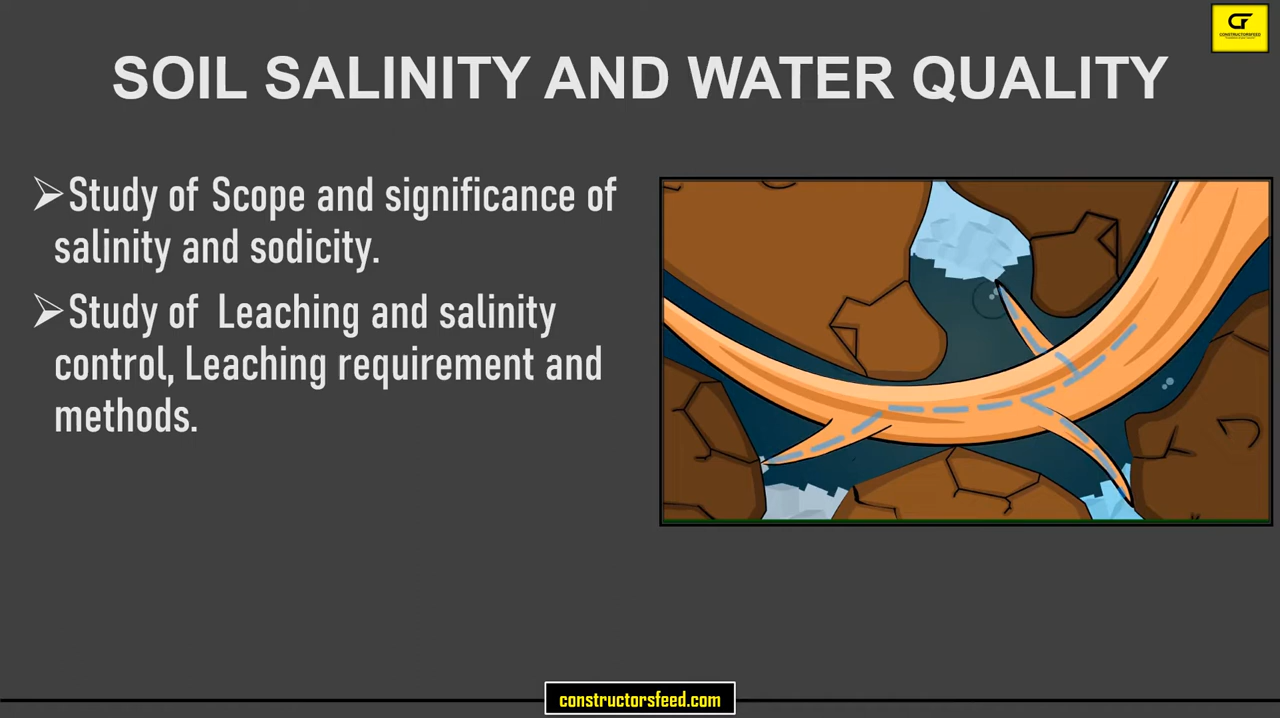 CONSTRUCTORSFEED
SOIL SALINITY AND WATER QUALITY
Study of Scope and significance of
salinity and sodicity.
Study of Leaching and salinity
control, Leaching requirement and
methods.
constructorsfeed.com